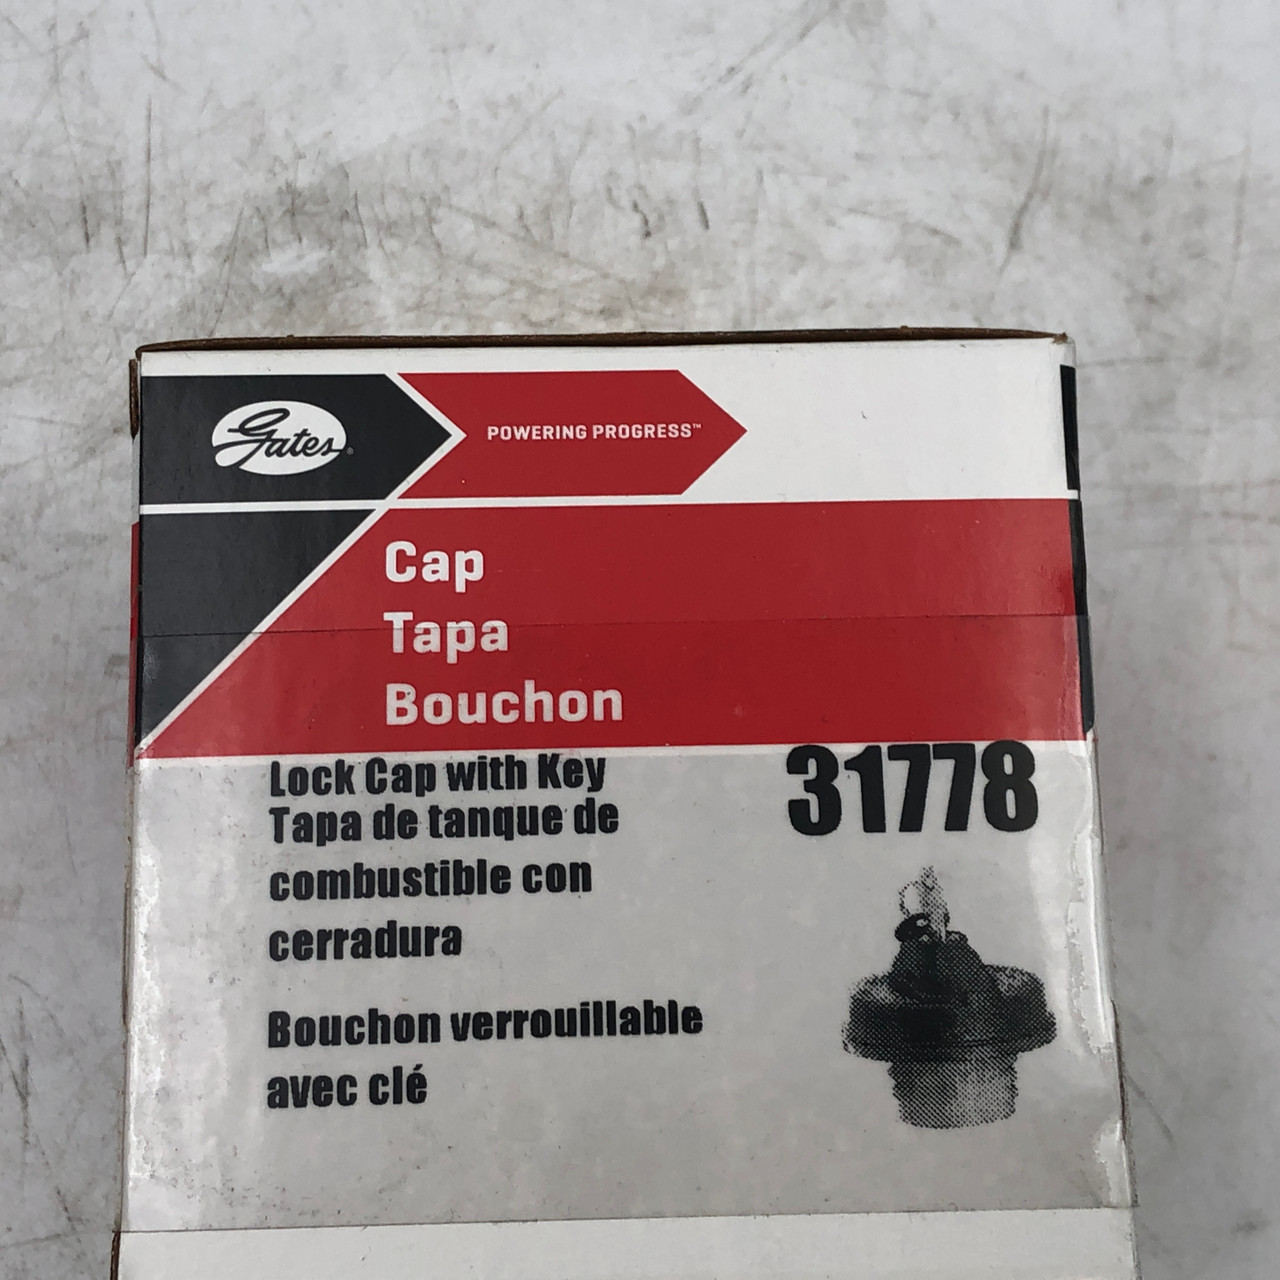 Gates®
POWERING PROGRESS™
Cap
Tapa
Bouchon
Lock Cap with Key
31778
Tapa de tanque de
combustible con
cerradura
Bouchon verrouillable
avec clé